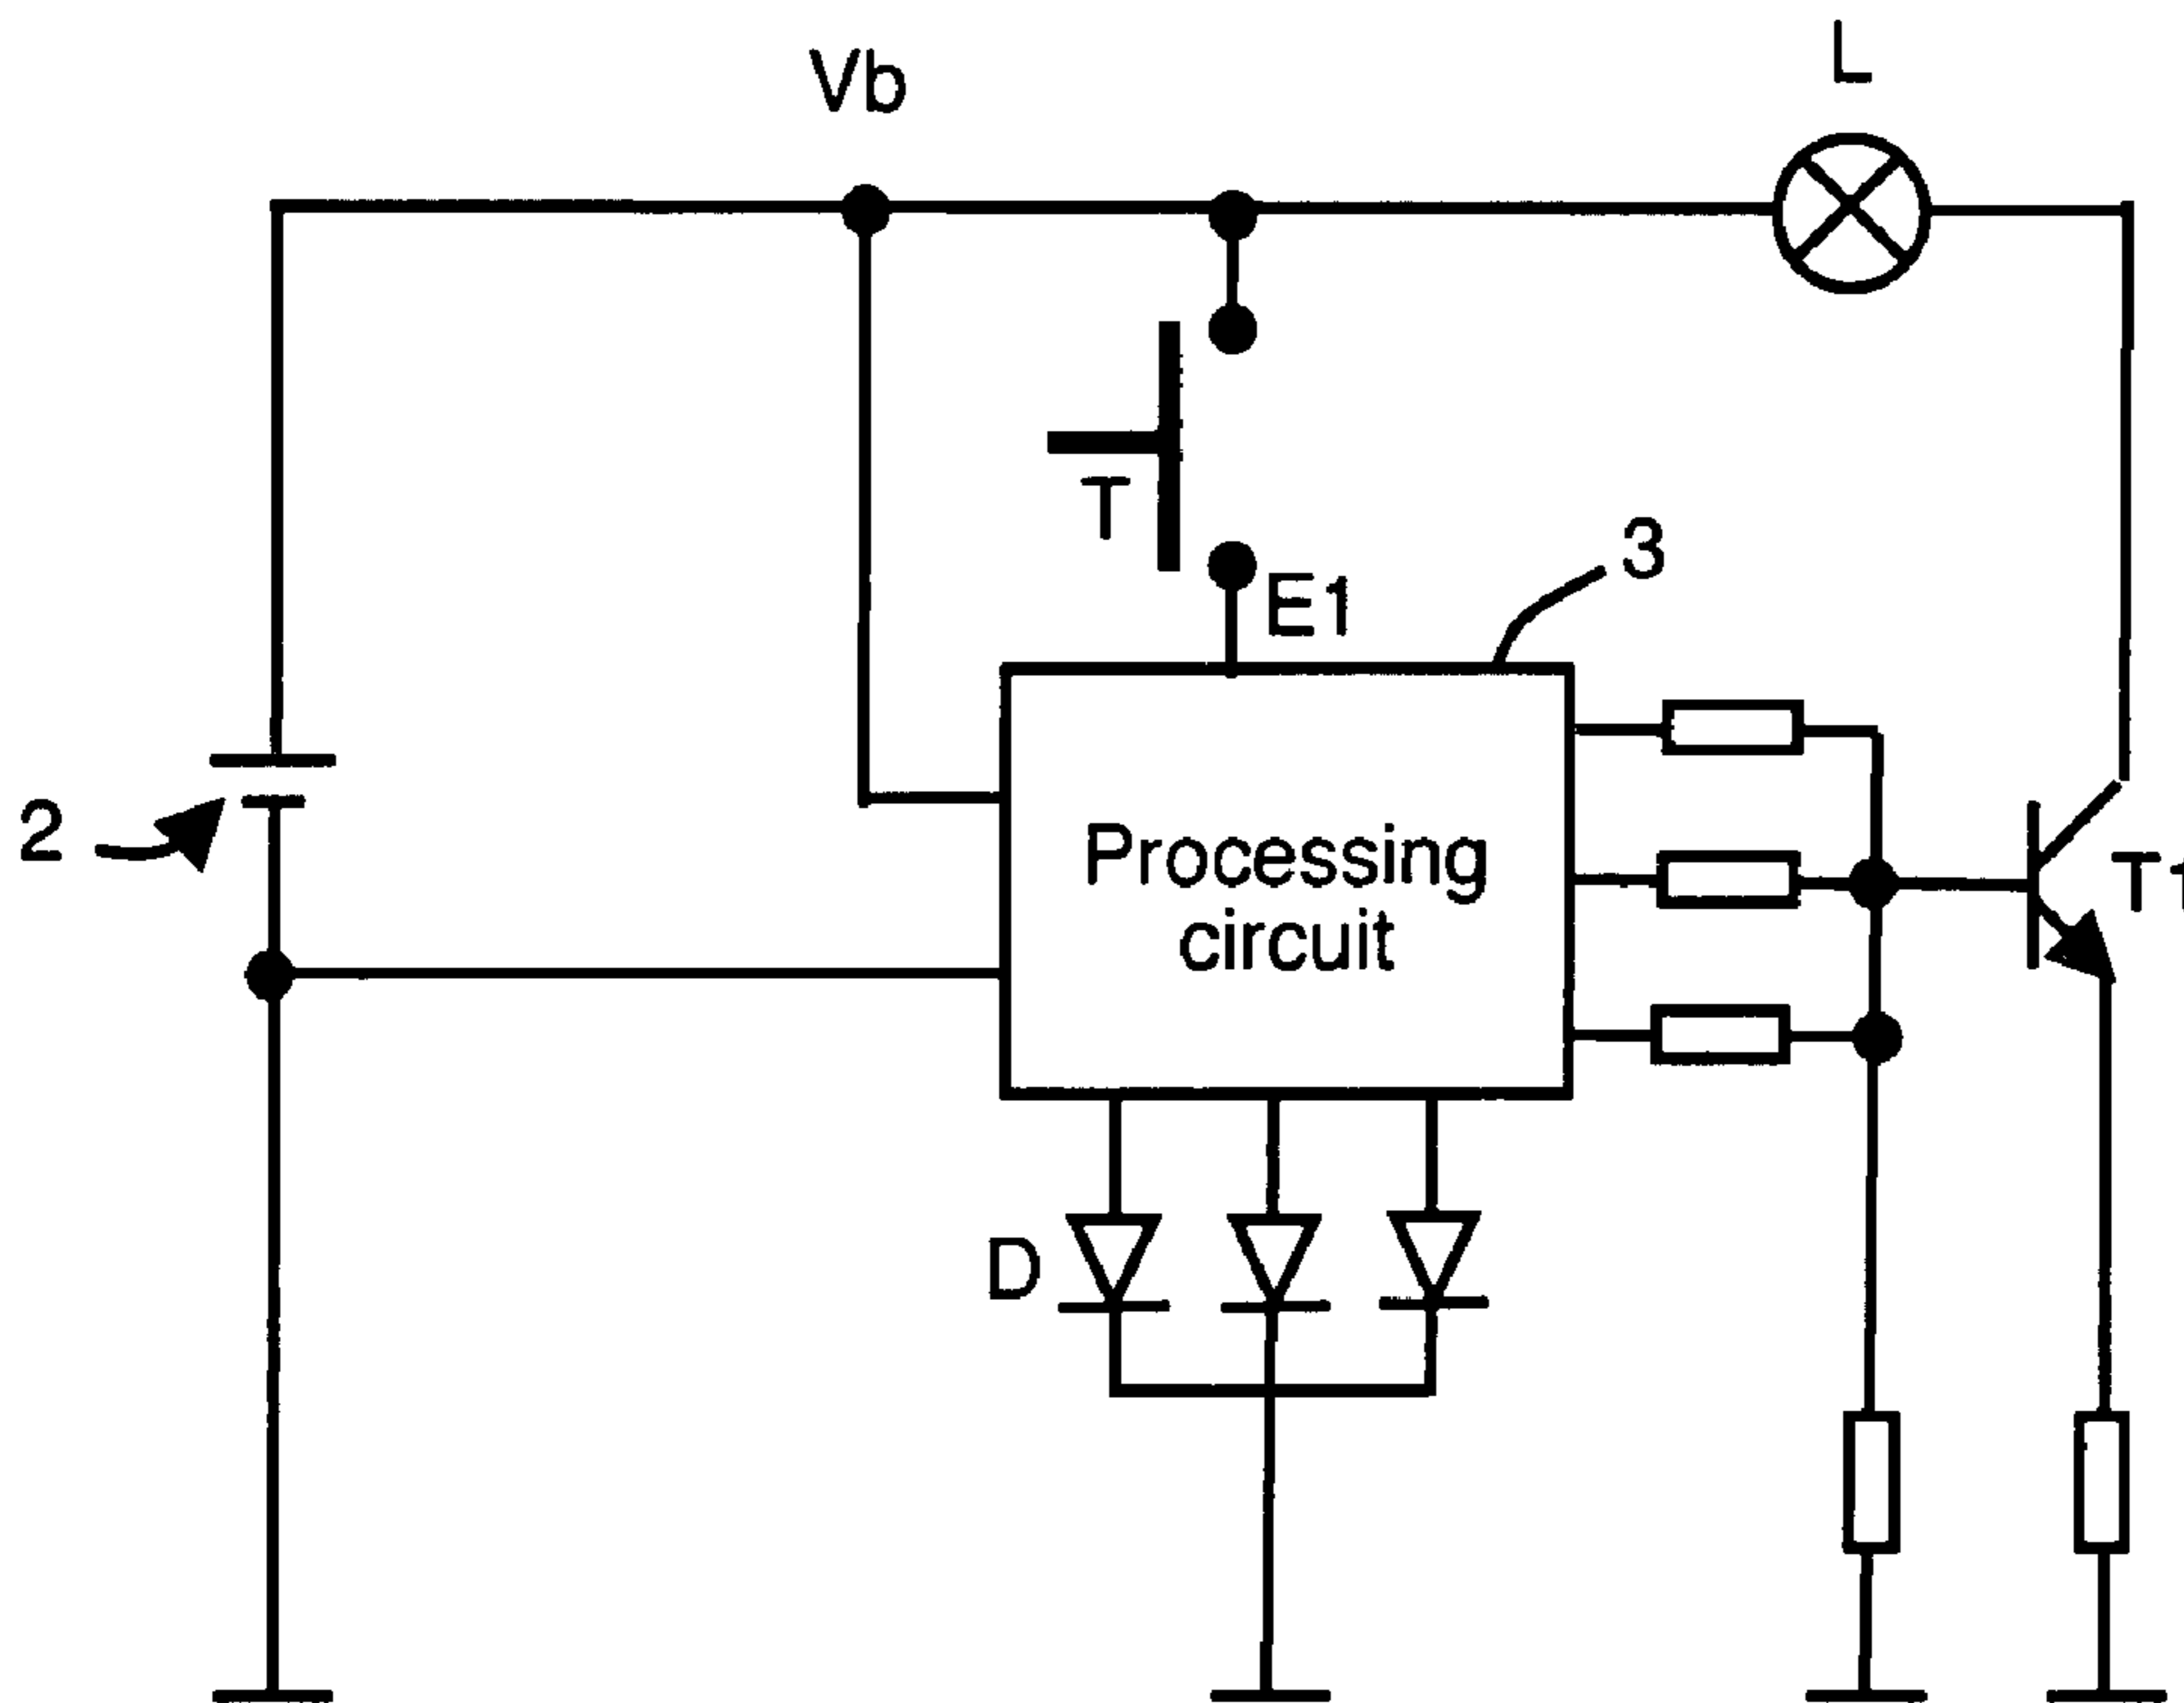 Vb
L
T
E1
3
2
Processing
circuit
T1
D